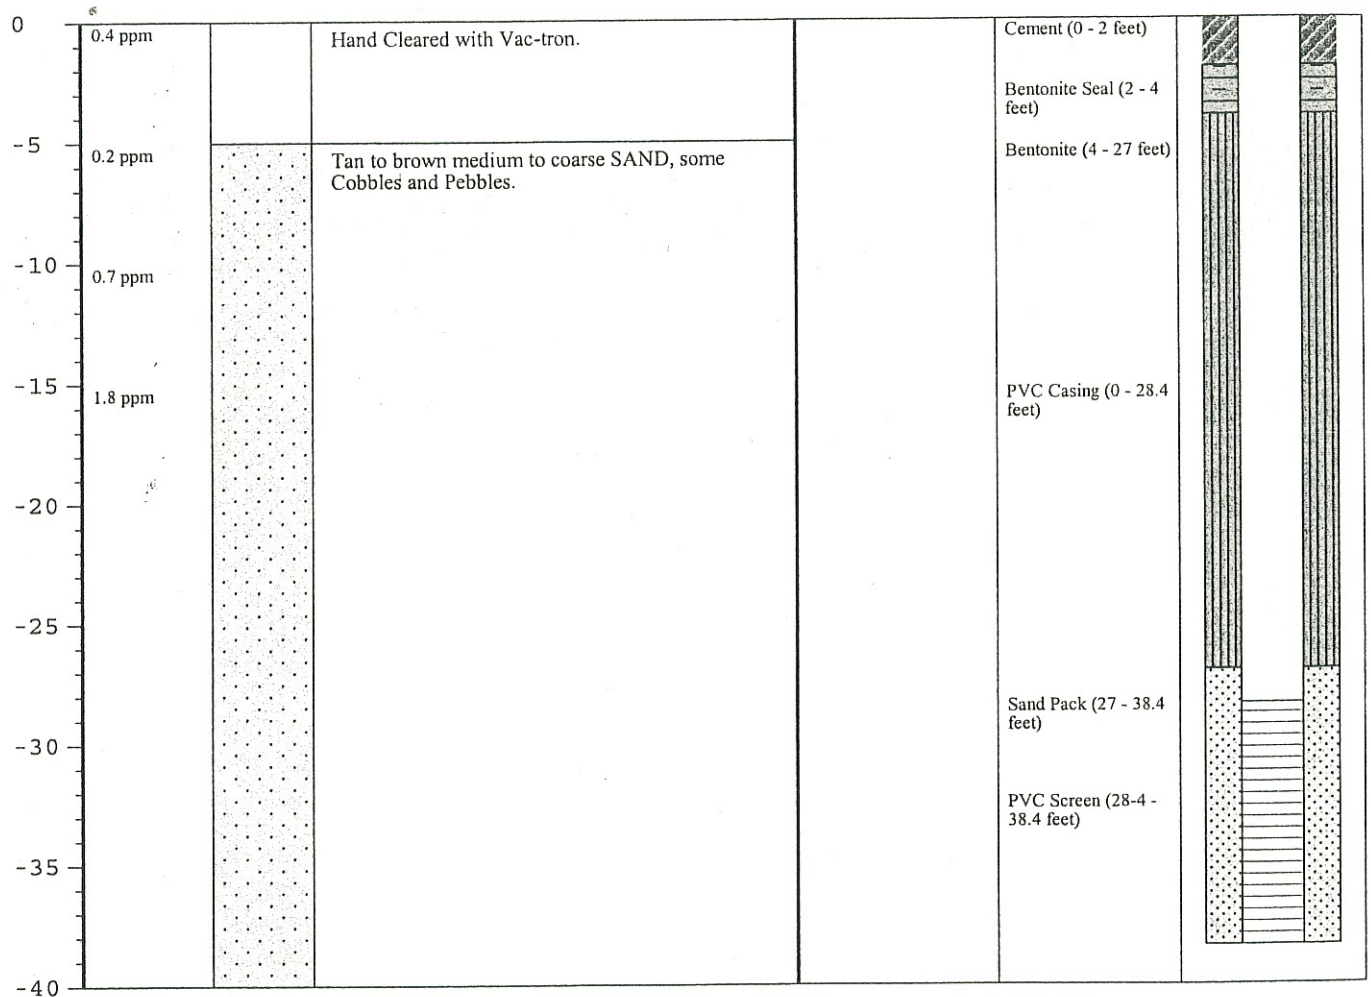 0
0.4 ppm
Hand Cleared with Vac-tron.
Cement (0 - 2 feet)
Bentonite Seal (2 - 4
feet)
-5
0.2 ppm
Tan to brown medium to coarse SAND, some
Cobbles and Pebbles.
Bentonite (4 - 27 feet)
-10
0.7 ppm
-15
1.8 ppm
PVC Casing (0 - 28.4
feet)
-20
-25
Sand Pack (27 - 38.4
feet)
-30
PVC Screen (28-4 -
38.4 feet)
-35
-40